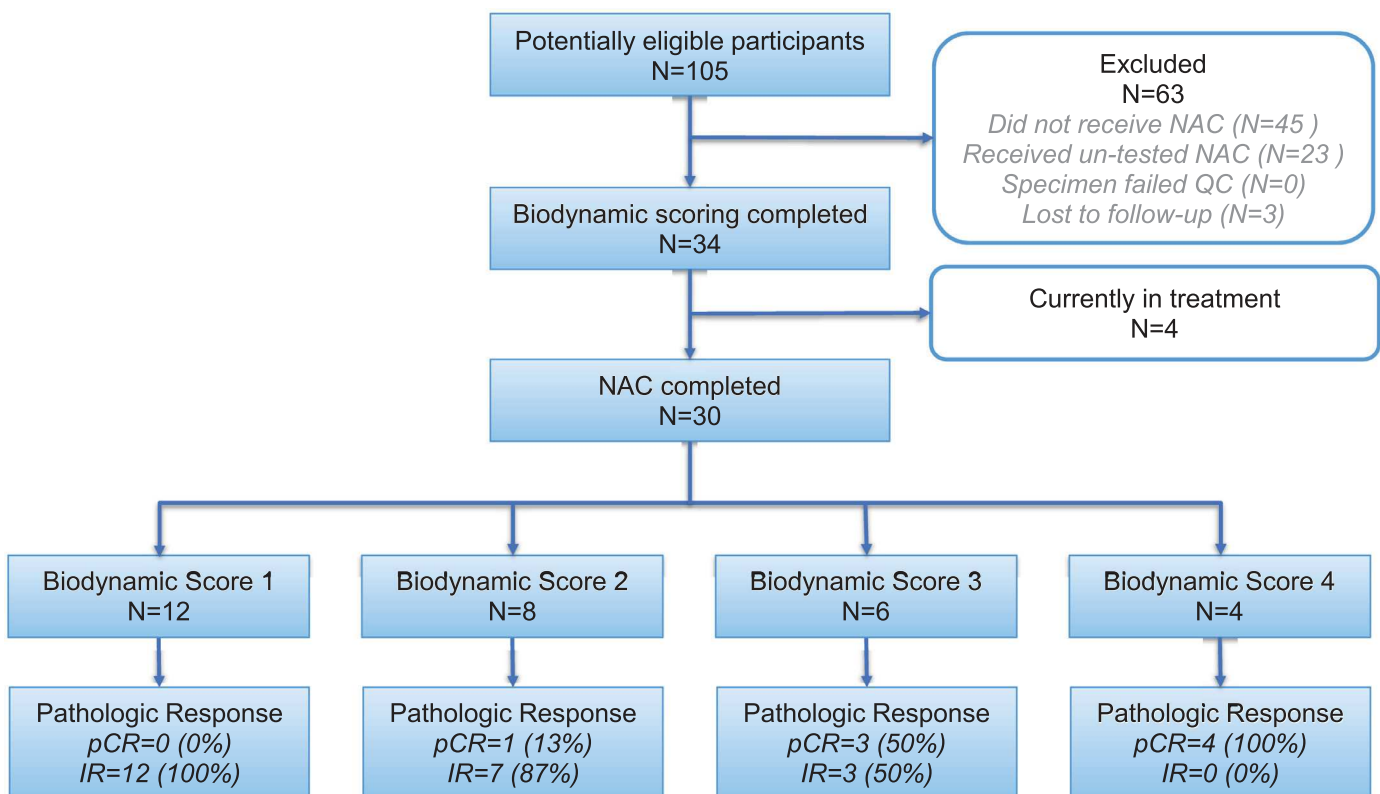 Potentially eligible participants
N=105
Excluded
N=63
Did not receive NAC (N=45 )
Received un-tested NAC (N=23 )
Specimen failed QC (N=0)
Lost to follow-up (N=3)
Biodynamic scoring completed
N=34
Currently in treatment
N=4
NAC completed
N=30
Biodynamic Score 1
N=12
Pathologic Response
pCR=0 (0%)
IR=12 (100%)
Biodynamic Score 2
N=8
Pathologic Response
pCR=1 (13%)
IR=7 (87%)
Biodynamic Score 3
N=6
Pathologic Response
pCR=3 (50%)
IR=3 (50%)
Biodynamic Score 4
N=4
Pathologic Response
pCR=4 (100%)
IR=0 (0%)